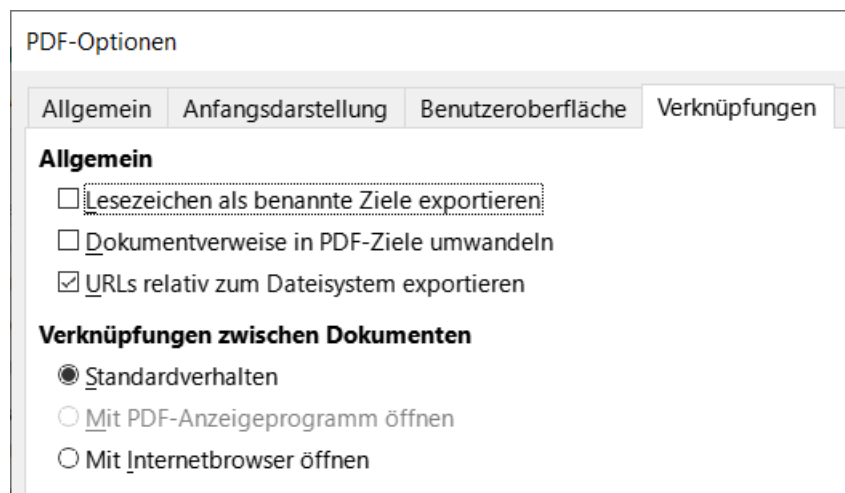 PDF-Optionen
Allgemein Anfangsdarstellung Benutzeroberfläche Verknüpfungen
Allgemein
Lesezeichen als benannte Ziele exportieren
Dokumentverweise in PDF-Ziele umwandeln
URLs relativ zum Dateisystem exportieren
Verknüpfungen zwischen Dokumenten
Standardverhalten
Mit PDF-Anzeigeprogramm öffnen
Mit Internetbrowser öffnen